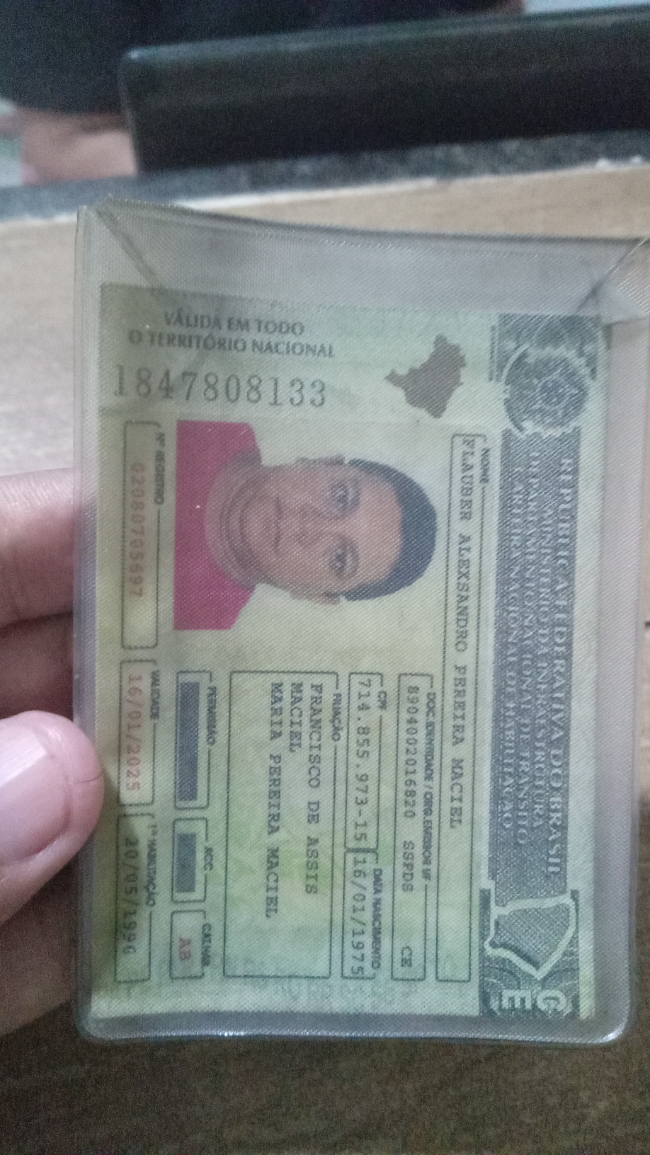 REPÚBLICA FEDERATIVA DO BRASIL
MINISTÉRIO DA INFRAESTRUTURA
DEPARTAMENTO NACIONAL DE TRÂNSITO
CARTEIRA NACIONAL DE HABILITAÇÃO
CE
VÁLIDA EM TODO
O TERRITÓRIO NACIONAL
1847808133
NOME
FLAUBER ALEXSANDRO PEREIRA MACIEL
DOC. IDENTIDADE / ORG. EMISSOR UF
8904002016820 SSPDS CE
CPF
714.855.973-15
DATA NASCIMENTO
16/01/1975
FILIAÇÃO
FRANCISCO DE ASSIS
MACIEL
MARIA PEREIRA MACIEL
PERMISSÃO
ACC
CAT. HAB.
AB
Nº REGISTRO
02080705697
VALIDADE
16/01/2025
1ª HABILITAÇÃO
20/05/1996